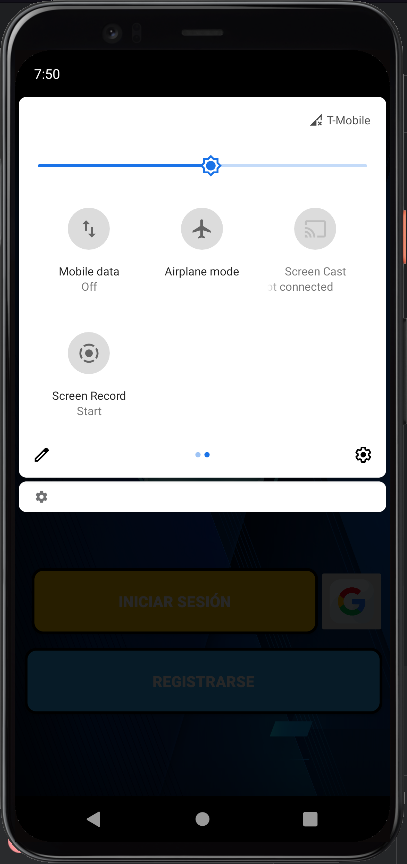 7:50
T-Mobile
Mobile data
Off
Airplane mode
Screen Cast
ot connected
Screen Record
Start
INICIAR SESIÓN
REGISTRARSE